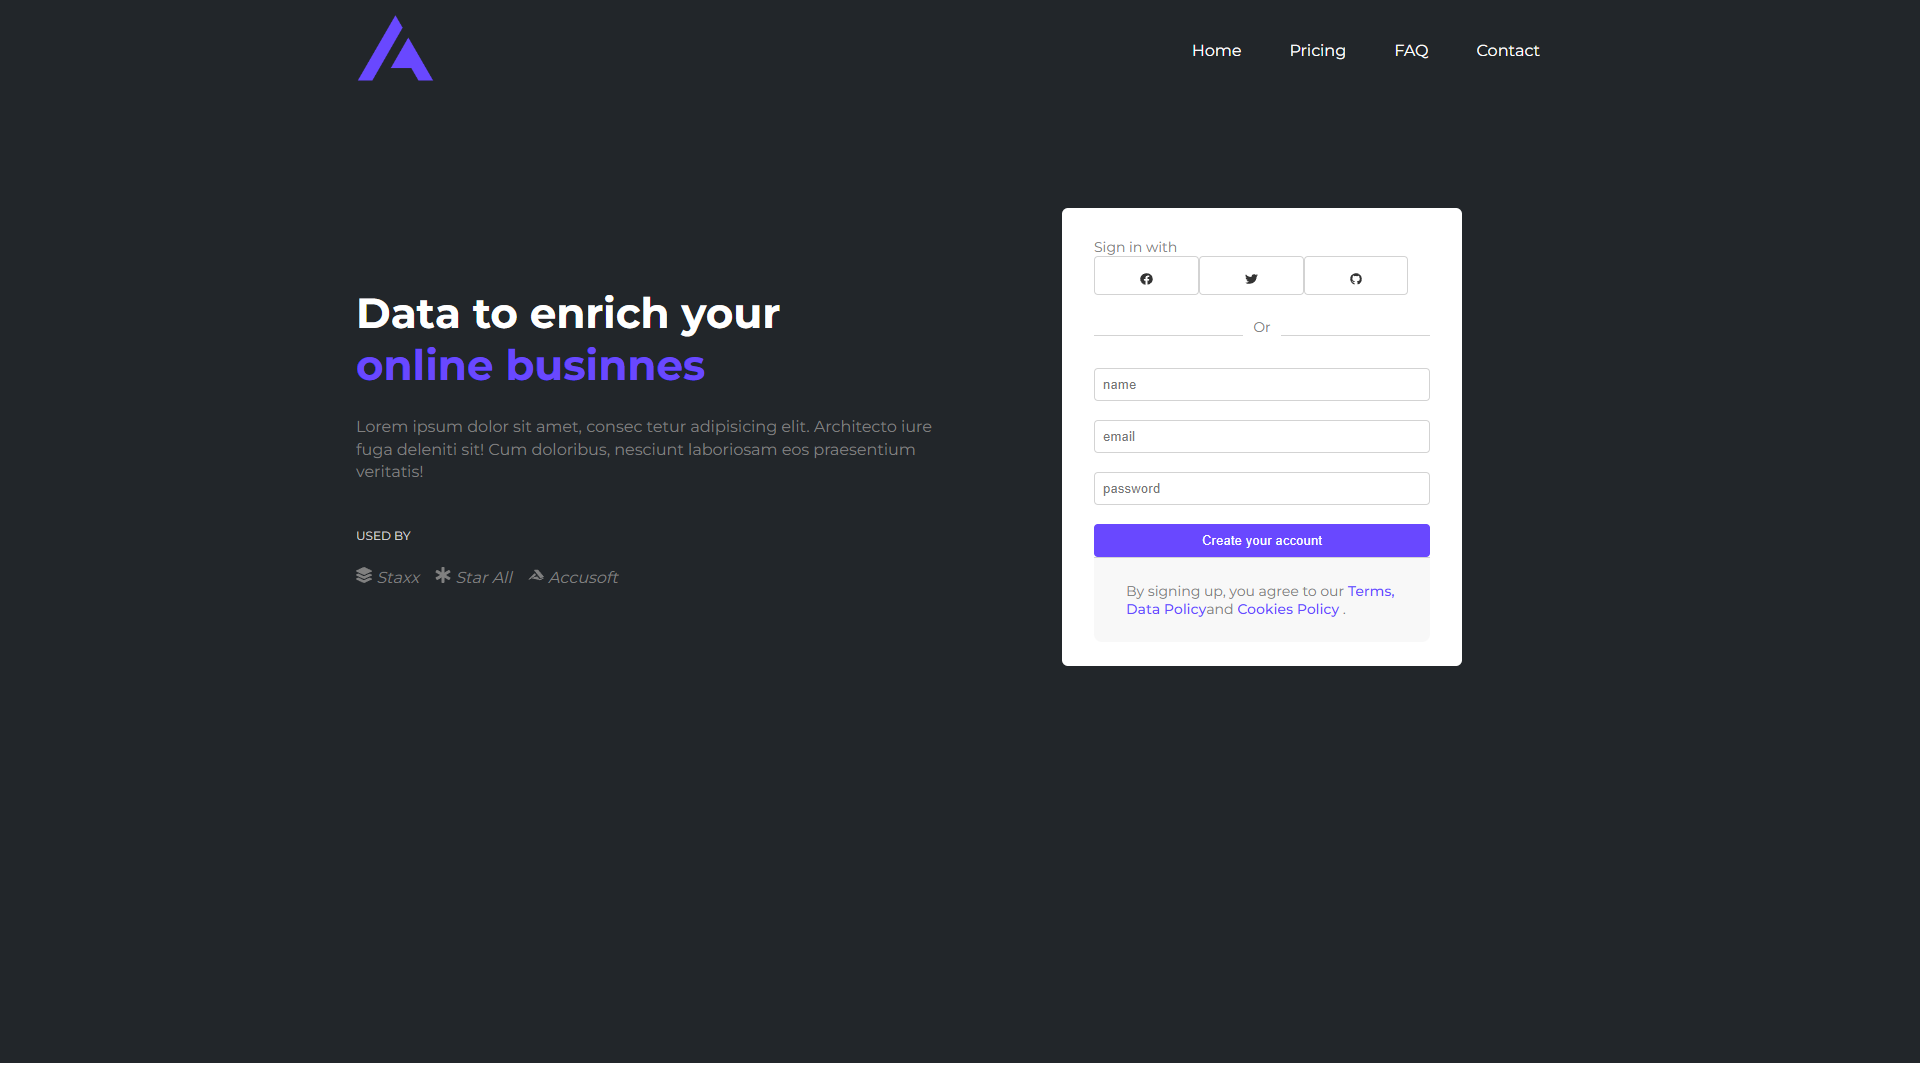 Home Pricing FAQ Contact
Data to enrich your
online businnes
Lorem ipsum dolor sit amet, consec tetur adipisicing elit. Architecto iure
fuga deleniti sit! Cum doloribus, nesciunt laboriosam eos praesentium
veritatis!
USED BY
Staxx Star All Accusoft
Sign in with
Or
name
email
password
Create your account
By signing up, you agree to our Terms,
Data Policyand Cookies Policy .